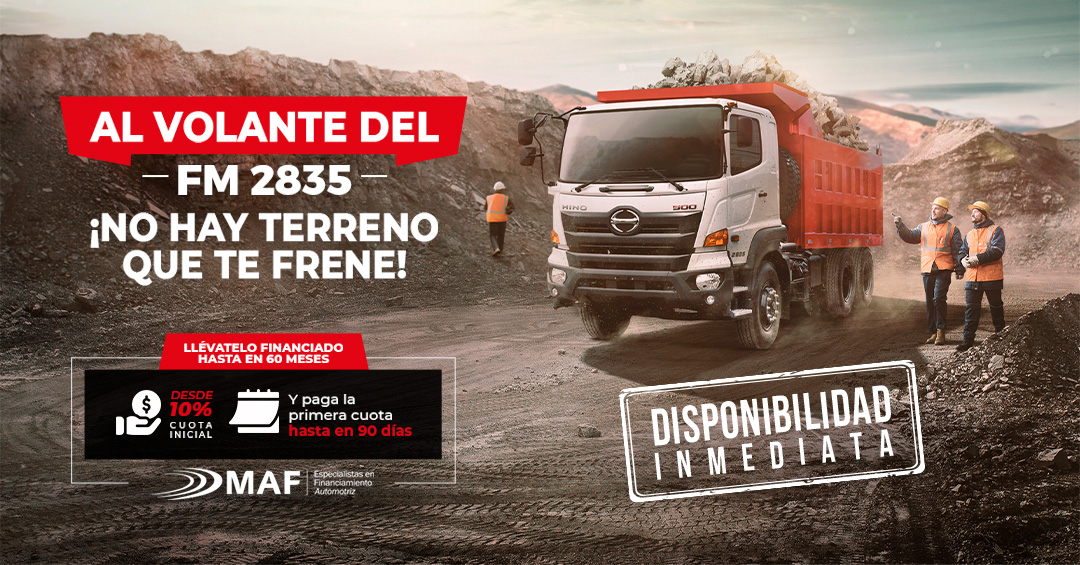 AL VOLANTE DEL
FM 2835
¡NO HAY TERRENO
QUE TE FRENE!
LLÉVATELO FINANCIADO
HASTA EN 60 MESES
$
DESDE
10%
CUOTA
INICIAL
Y paga la
primera cuota
hasta en 90 días
MAF
Especialistas en
Financiamiento
Automotriz
HINO
500
2835
DISPONIBILIDAD
INMEDIATA